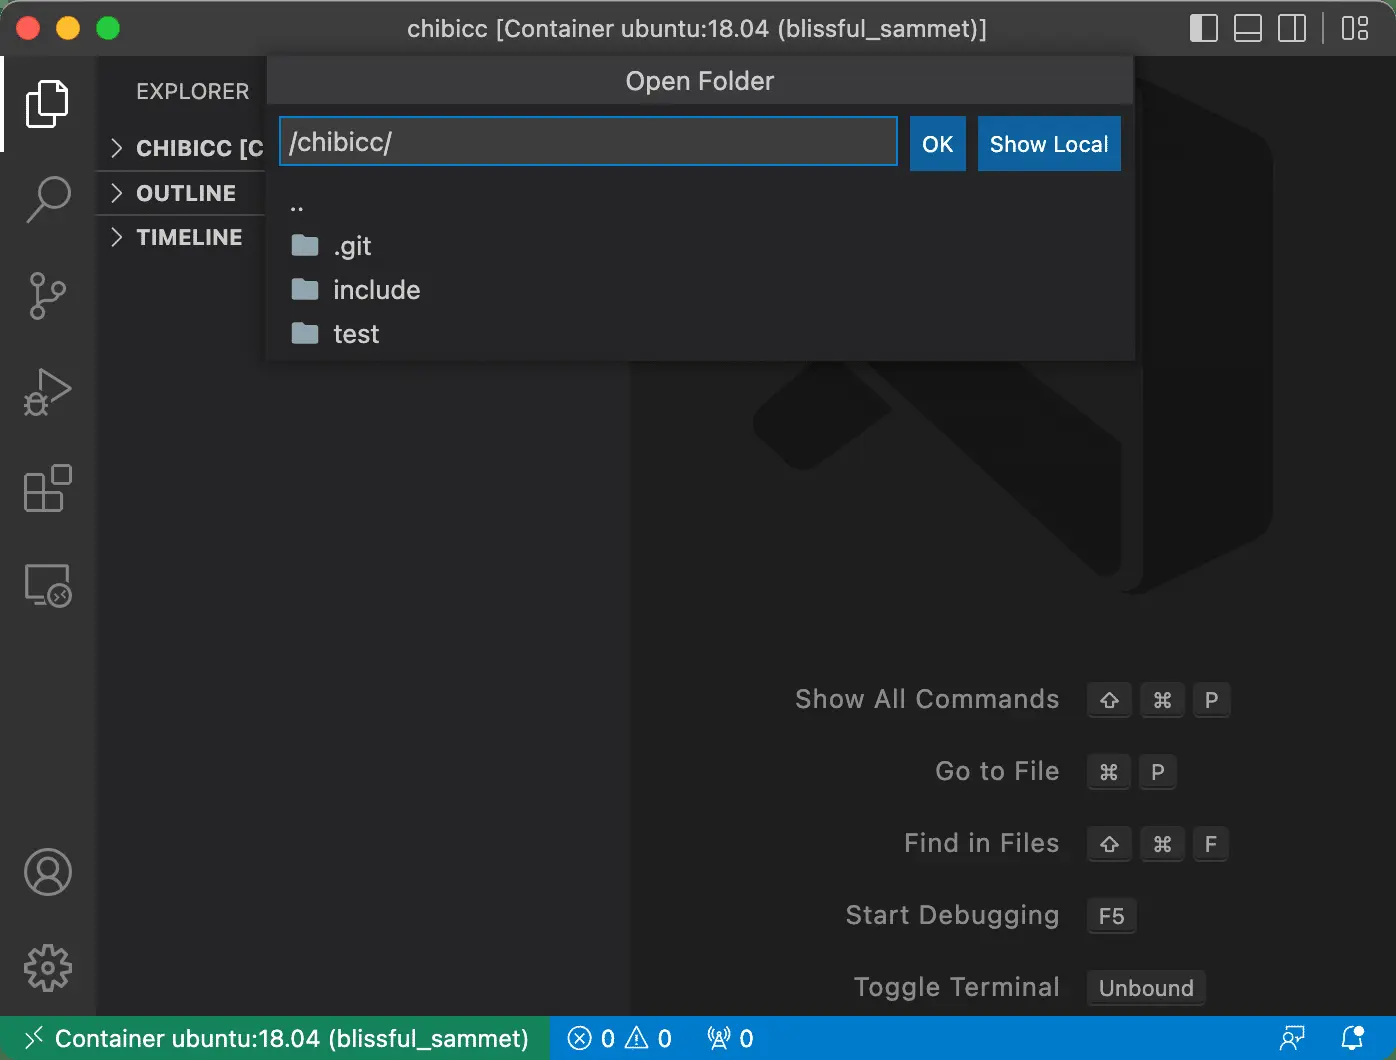 chibicc [Container ubuntu:18.04 (blissful_sammet)]
Open Folder
EXPLORER
/chibicc/
OK
Show Local
CHIBICC [C
OUTLINE
TIMELINE
..
.git
include
test
Show All Commands ⇧ ⌘ P
Go to File ⌘ P
Find in Files ⇧ ⌘ F
Start Debugging F5
Toggle Terminal Unbound
Container ubuntu:18.04 (blissful_sammet) 0 0 0